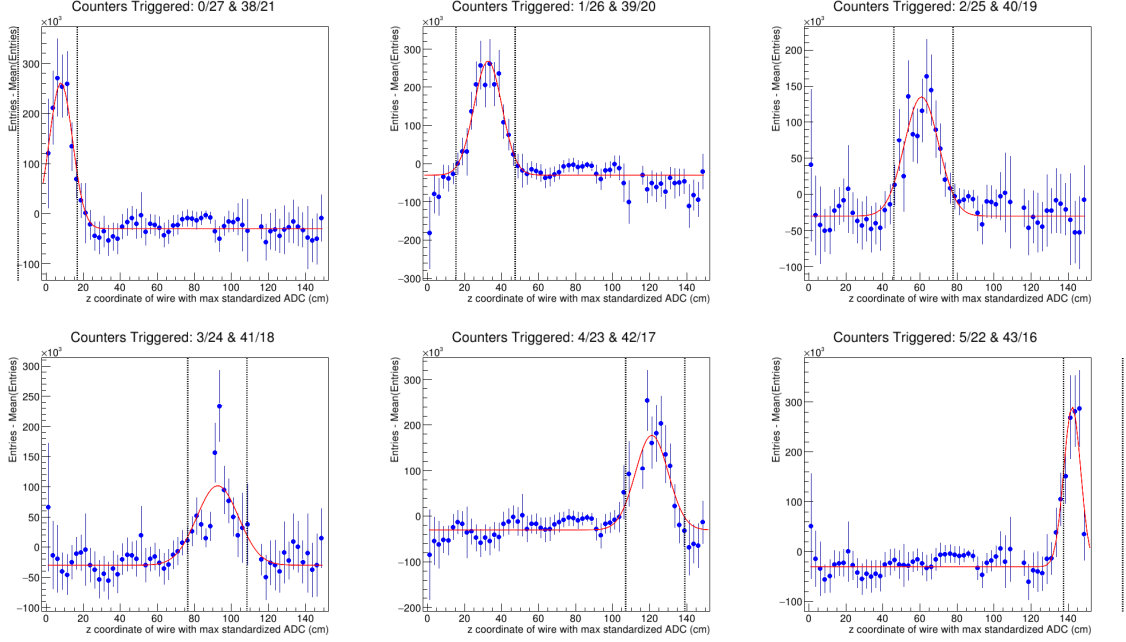 Counters Triggered: 0/27 & 38/21
×10³
Entries - Mean(Entries)
300
200
100
0
−100
0 20 40 60 80 100 120 140
z coordinate of wire with max standardized ADC (cm)
Counters Triggered: 1/26 & 39/20
×10³
Entries - Mean(Entries)
300
200
100
0
−100
−200
−300
0 20 40 60 80 100 120 140
z coordinate of wire with max standardized ADC (cm)
Counters Triggered: 2/25 & 40/19
×10³
Entries - Mean(Entries)
200
150
100
50
0
−50
−100
0 20 40 60 80 100 120 140
z coordinate of wire with max standardized ADC (cm)
Counters Triggered: 3/24 & 41/18
×10³
Entries - Mean(Entries)
300
250
200
150
100
50
0
−50
−100
0 20 40 60 80 100 120 140
z coordinate of wire with max standardized ADC (cm)
Counters Triggered: 4/23 & 42/17
×10³
Entries - Mean(Entries)
400
300
200
100
0
−100
−200
0 20 40 60 80 100 120 140
z coordinate of wire with max standardized ADC (cm)
Counters Triggered: 5/22 & 43/16
×10³
Entries - Mean(Entries)
400
300
200
100
0
−100
0 20 40 60 80 100 120 140
z coordinate of wire with max standardized ADC (cm)